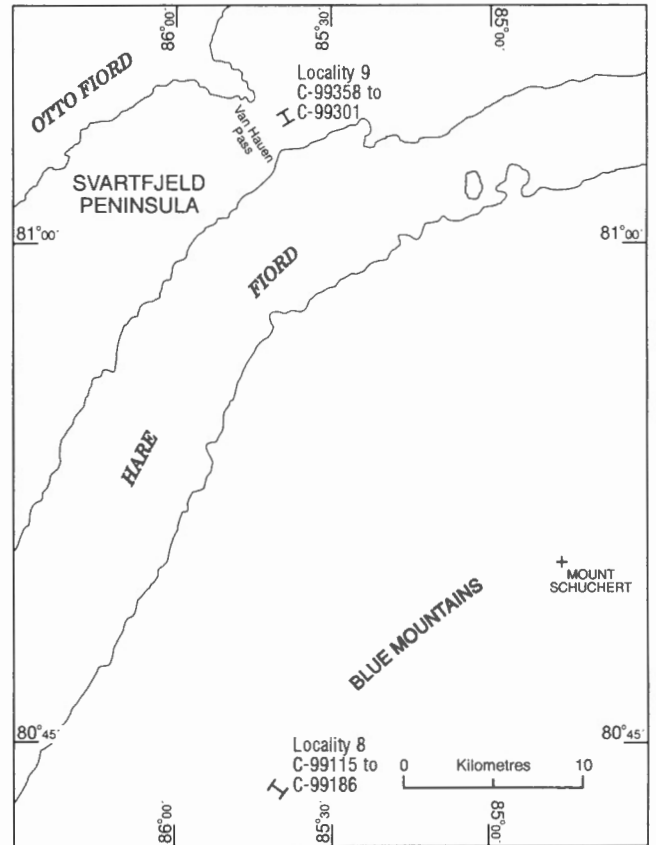 86°00'
85°30'
85°00'
OTTO FIORD
Locality 9
C-99358 to
C-99301
Van Hauen
Pass
SVARTFJELD
PENINSULA
81°00'
81°00'
HARE
FIORD
MOUNT
SCHUCHERT
BLUE MOUNTAINS
80°45'
80°45'
Locality 8
C-99115 to
C-99186
0 Kilometres 10
86°00'
85°30'
85°00'